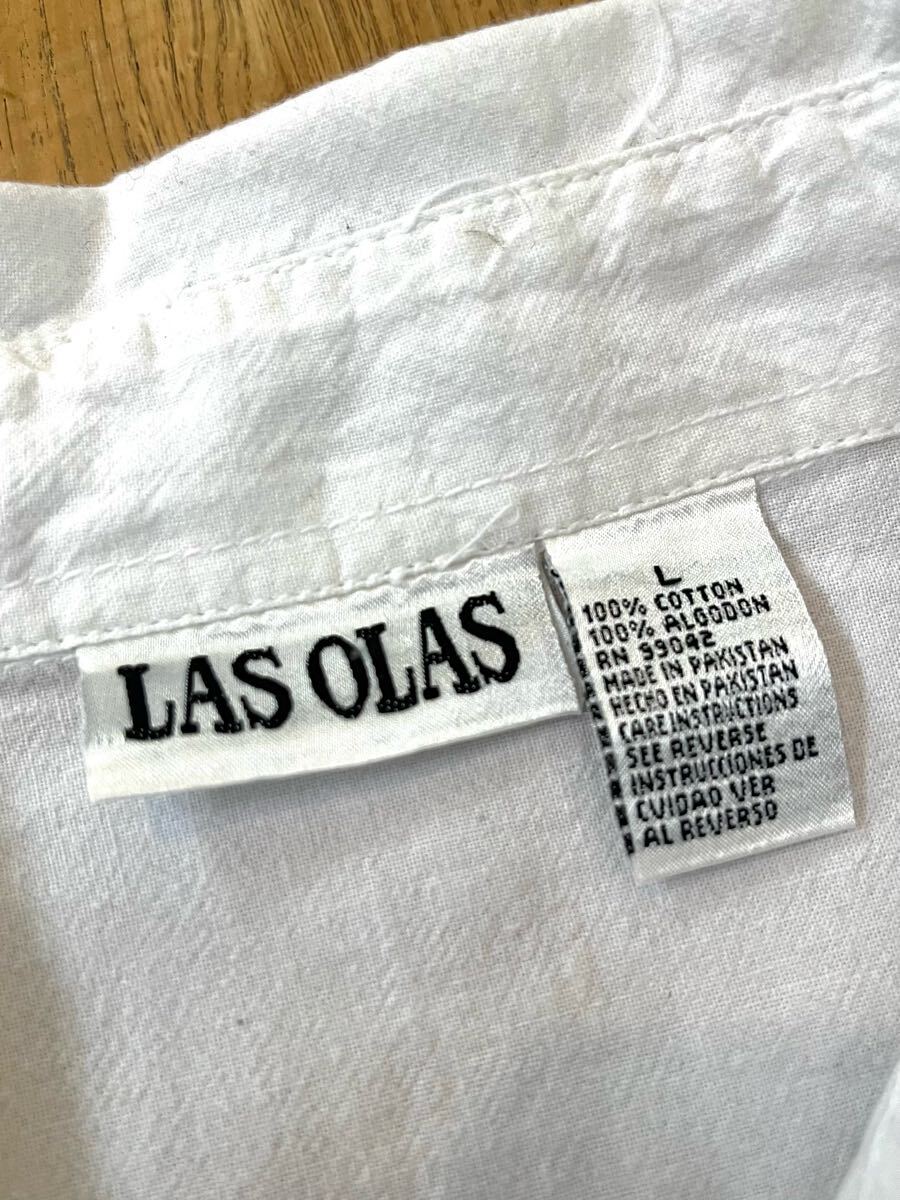 LAS OLAS
L
100% COTTON
100% ALGODON
RN 99042
MADE IN PAKISTAN
HECHO EN PAKISTAN
CARE INSTRUCTIONS
SEE REVERSE
INSTRUCCIONES DE
CUIDAO VER
AL REVERSO